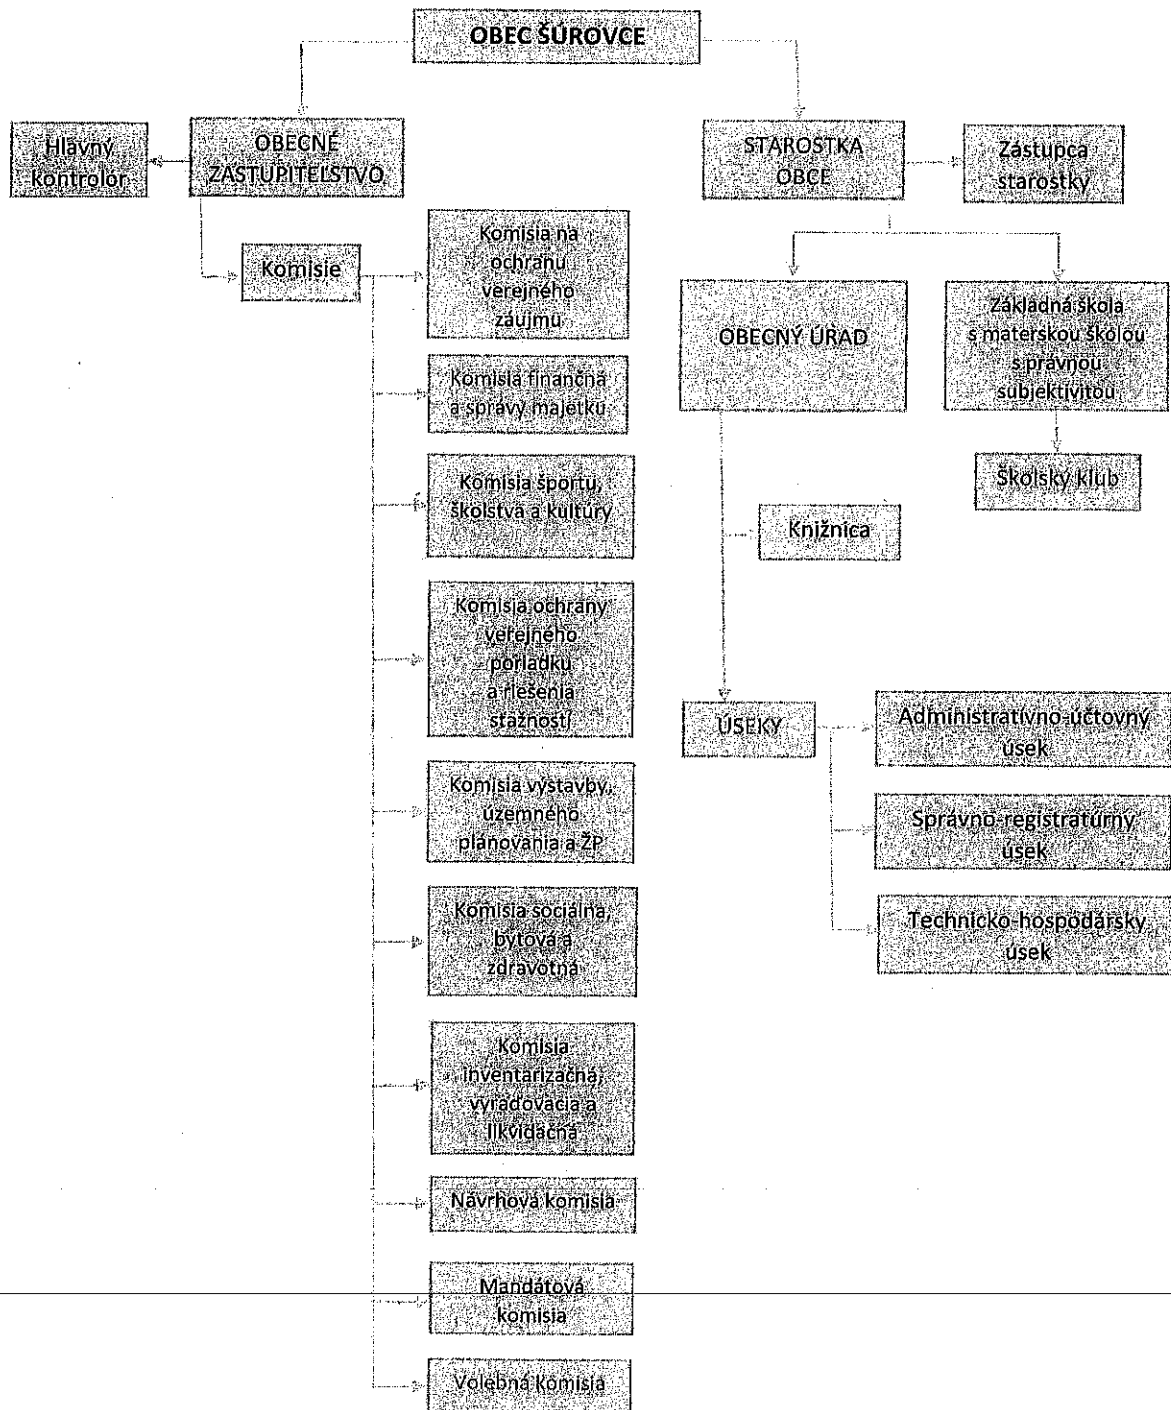 OBEC ŠÚROVCE
Hlavný
kontrolór
OBECNÉ
ZASTUPITEĽSTVO
STAROSTKA
OBCE
Zástupca
starostky
Komisie
Komisia na
ochranu
verejného
záujmu
Komisia finančná
a správy majetku
Komisia športu,
školstva a kultúry
Komisia ochrany
verejného
poriadku
a riešenia
stažností
Komisia výstavby,
územného
plánovania a ŽP
Komisia sociálna,
bytová a
zdravotná
Komisia
inventarizačná,
vyraďovacia a
likvidačná
Návrhová komisia
Mandátová
komisia
Volebná Komisia
OBECNÝ ÚRAD
Základná škola
s materskou školou
s právnou
subjektivitou
Školský klub
Knižnica
ÚSEKY
Administratívno-účtovný
úsek
Správno-registratúrny
úsek
Technicko-hospodársky
úsek